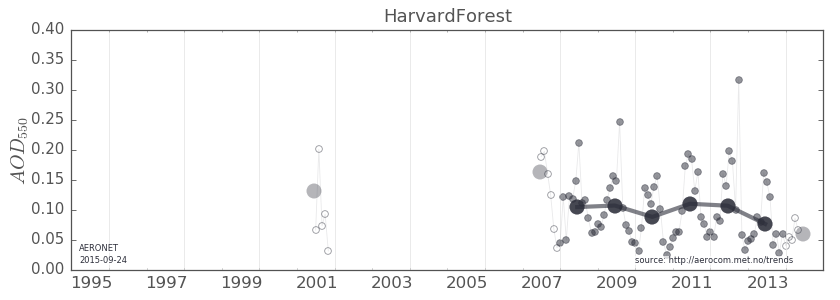 HarvardForest
0.40
0.35
0.30
0.25
0.20
0.15
0.10
0.05
0.00
AOD550
AERONET
2015-09-24
source: http://aerocom.met.no/trends
1995 1997 1999 2001 2003 2005 2007 2009 2011 2013